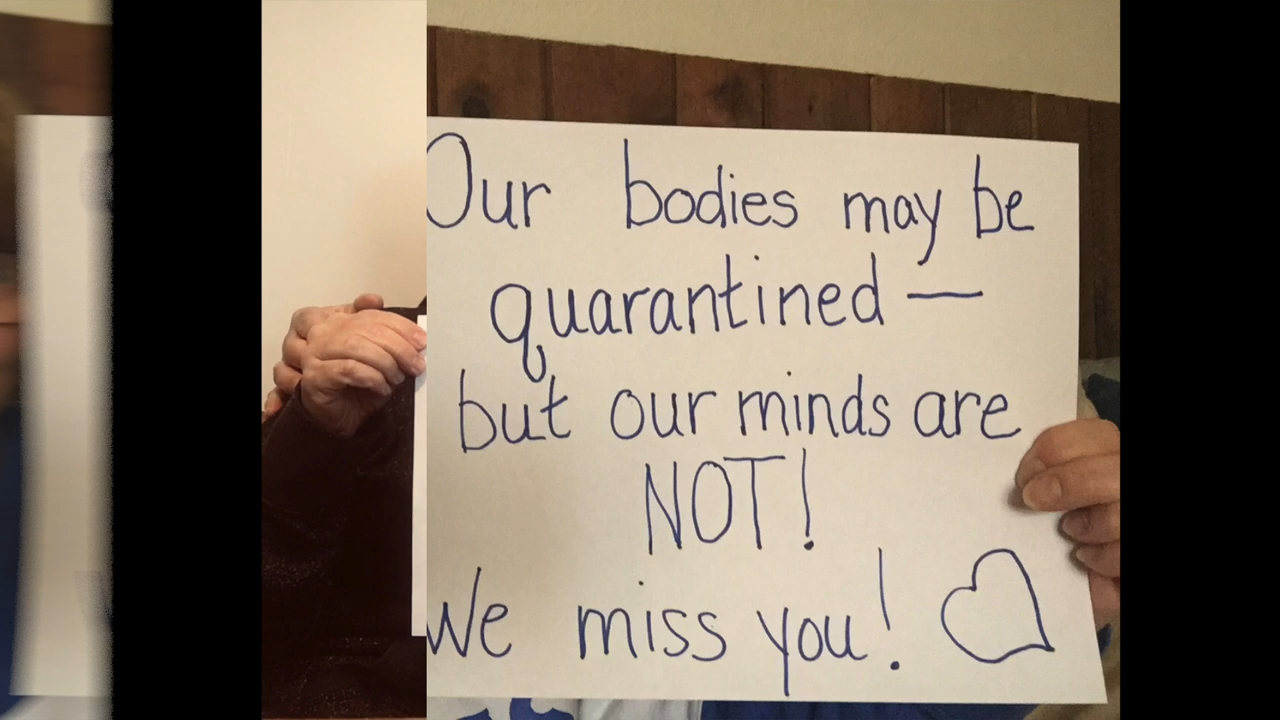 Our bodies may be
quarantined —
but our minds are
NOT!
We miss you!